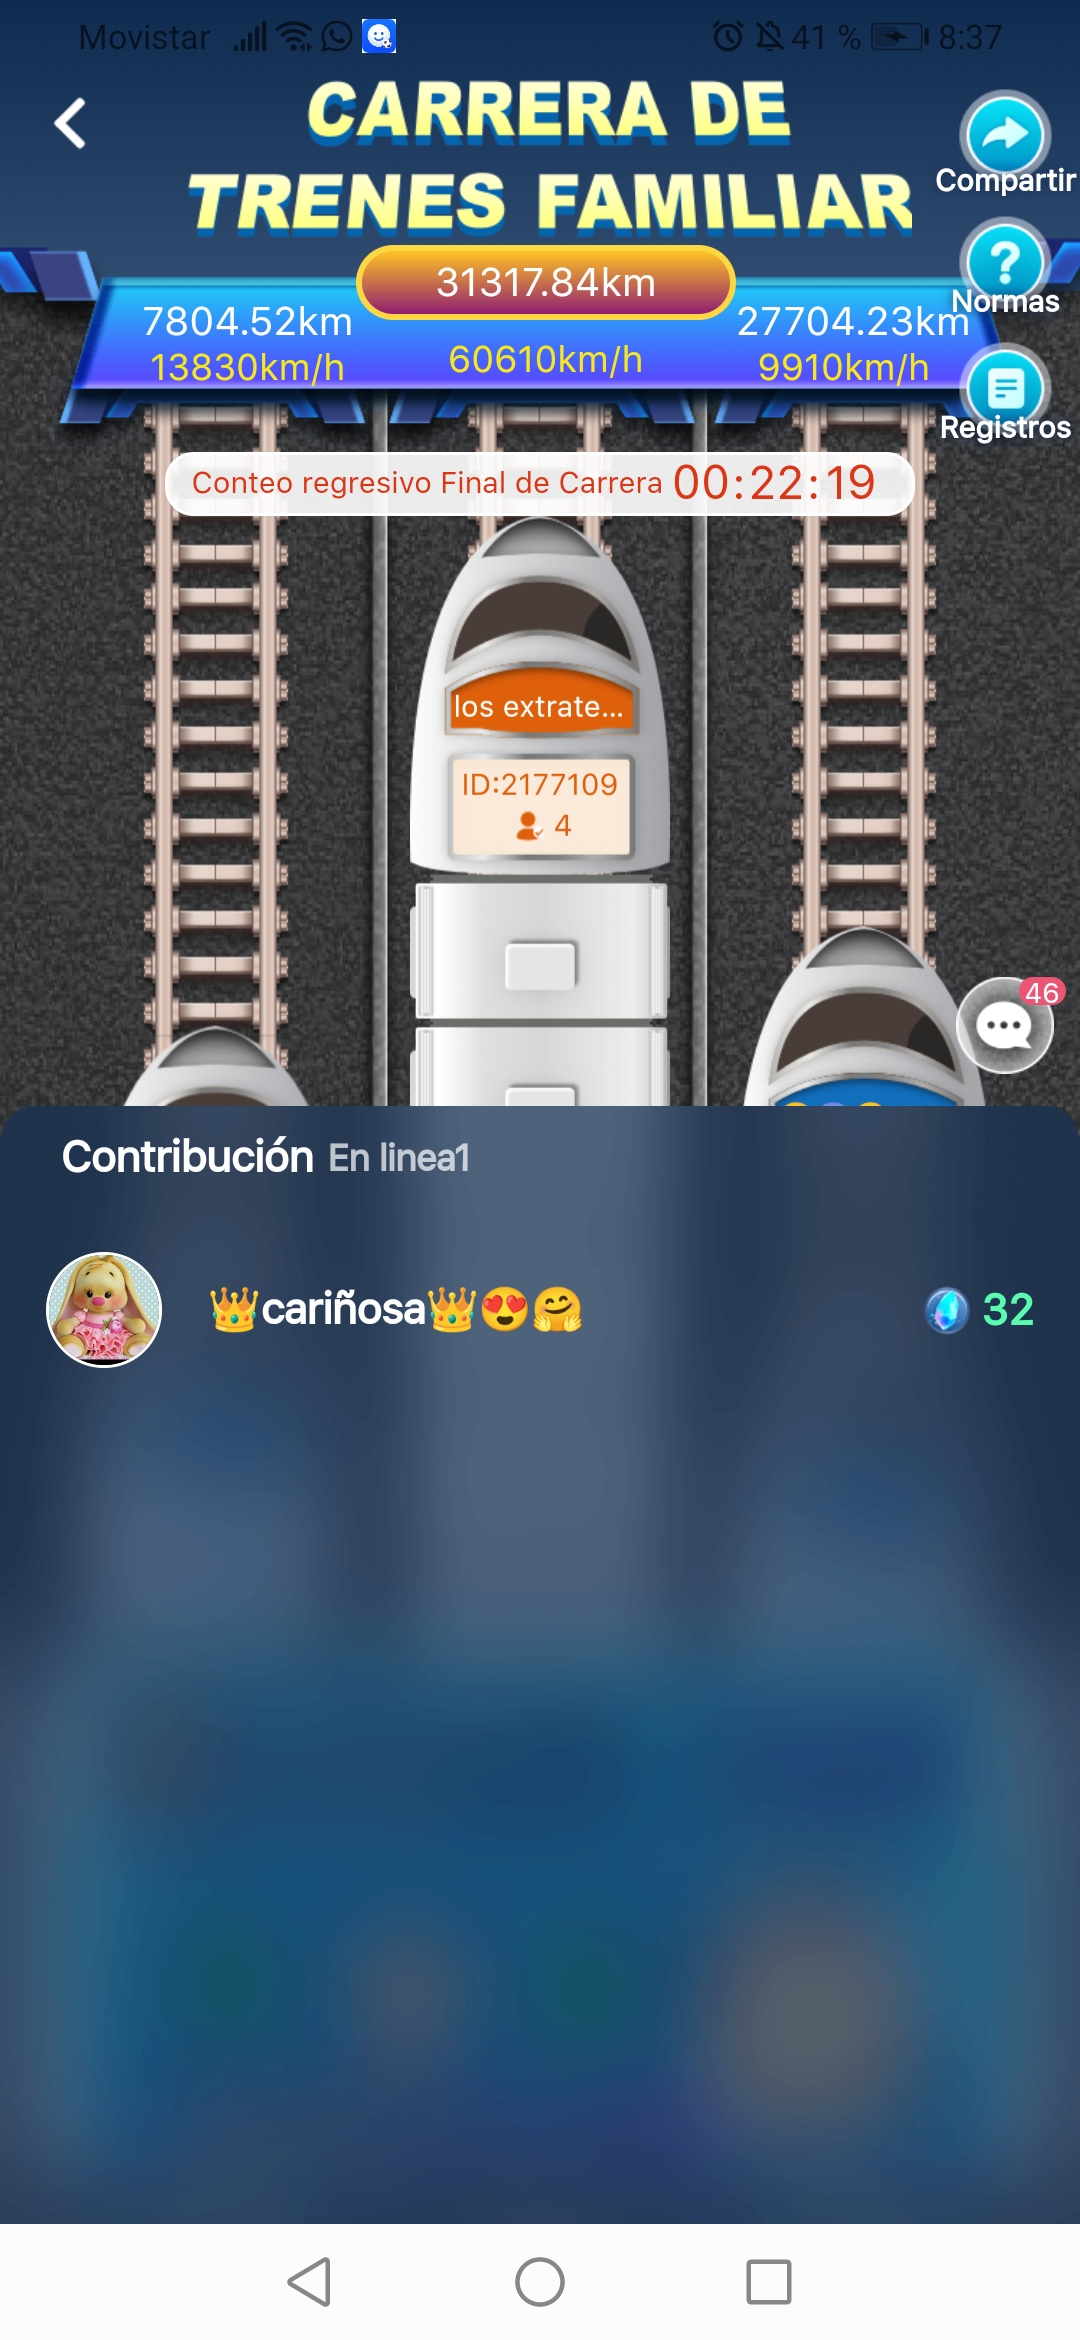 Movistar 41 % 8:37
CARRERA DE
TRENES FAMILIAR
Compartir
31317.84km
7804.52km
27704.23km
Normas
13830km/h
60610km/h
9910km/h
Registros
Conteo regresivo Final de Carrera 00:22:19
los extrate...
ID:2177109
4
46
Contribución En linea1
👑cariñosa👑😍🤗 32